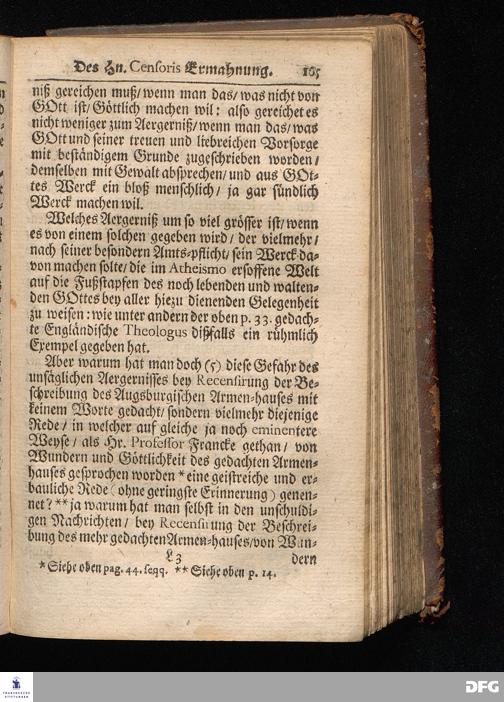 Des Hn. Censoris Ermahnung. 165
niß gereichen muß/ wenn man das/ was nicht von
GOtt ist/ Göttlich machen wil: also gereichet es
nicht weniger zum Aergerniß/ wenn man das/ was
GOtt und seiner treuen und liebreichen Vorsorge
mit beständigem Grunde zugeschrieben worden/
demselben mit Gewalt absprechen/ und aus GOt-
tes Werck ein bloß menschlich/ ja gar sündlich
Werck machen wil.
Welches Aergerniß um so viel grösser ist/ wenn
es von einem solchen gegeben wird/ der vielmehr/
nach seiner besondern Amts-pflicht/ sein Werck da-
von machen solte/ die im Atheismo ersoffene Welt
auf die Fußstapfen des noch lebenden und walten-
den GOttes bey aller hiezu dienenden Gelegenheit
zu weisen: wie unter andern der oben p. 33. gedach-
te Engländische Theologus dißfalls ein rühmlich
Exempel gegeben hat.
Aber warum hat man doch (5) diese Gefahr des
unsäglichen Aergernisses bey Recensirung der Be-
schreibung des Augsburgischen Armen-hauses mit
keinem Worte gedacht/ sondern vielmehr diejenige
Rede/ in welcher auf gleiche ja noch eminentere
Weyse/ als Hr. Professor Francke gethan/ von
Wundern und Göttlichkeit des gedachten Armen-
hauses gesprochen worden * eine geistreiche und er-
bauliche Rede (ohne geringste Erinnerung) genen-
net? ** ja warum hat man selbst in den unschuldi-
gen Nachrichten/ bey Recensirung der Beschrei-
bung des mehr gedachten Armen-hauses/ von Wun-
L 3 dern
* Siehe oben pag. 44. seqq. ** Siehe oben p. 14.
FRANCKESCHE STIFTUNGEN
DFG